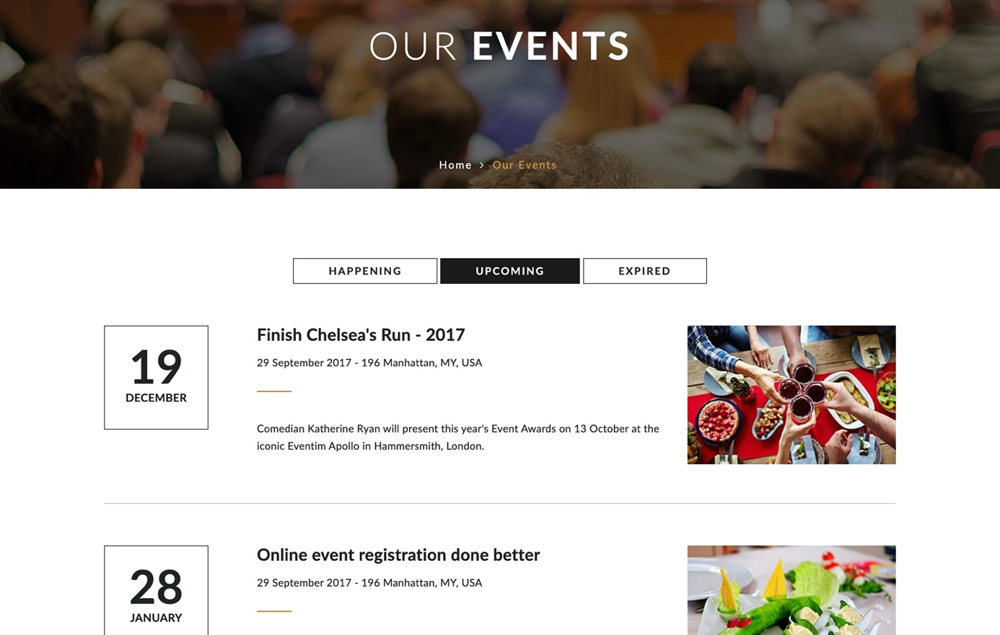 OUR EVENTS
Home > Our Events
HAPPENING
UPCOMING
EXPIRED
19
DECEMBER
Finish Chelsea's Run - 2017
29 September 2017 - 196 Manhattan, MY, USA
Comedian Katherine Ryan will present this year's Event Awards on 13 October at the
iconic Eventim Apollo in Hammersmith, London.
28
JANUARY
Online event registration done better
29 September 2017 - 196 Manhattan, MY, USA